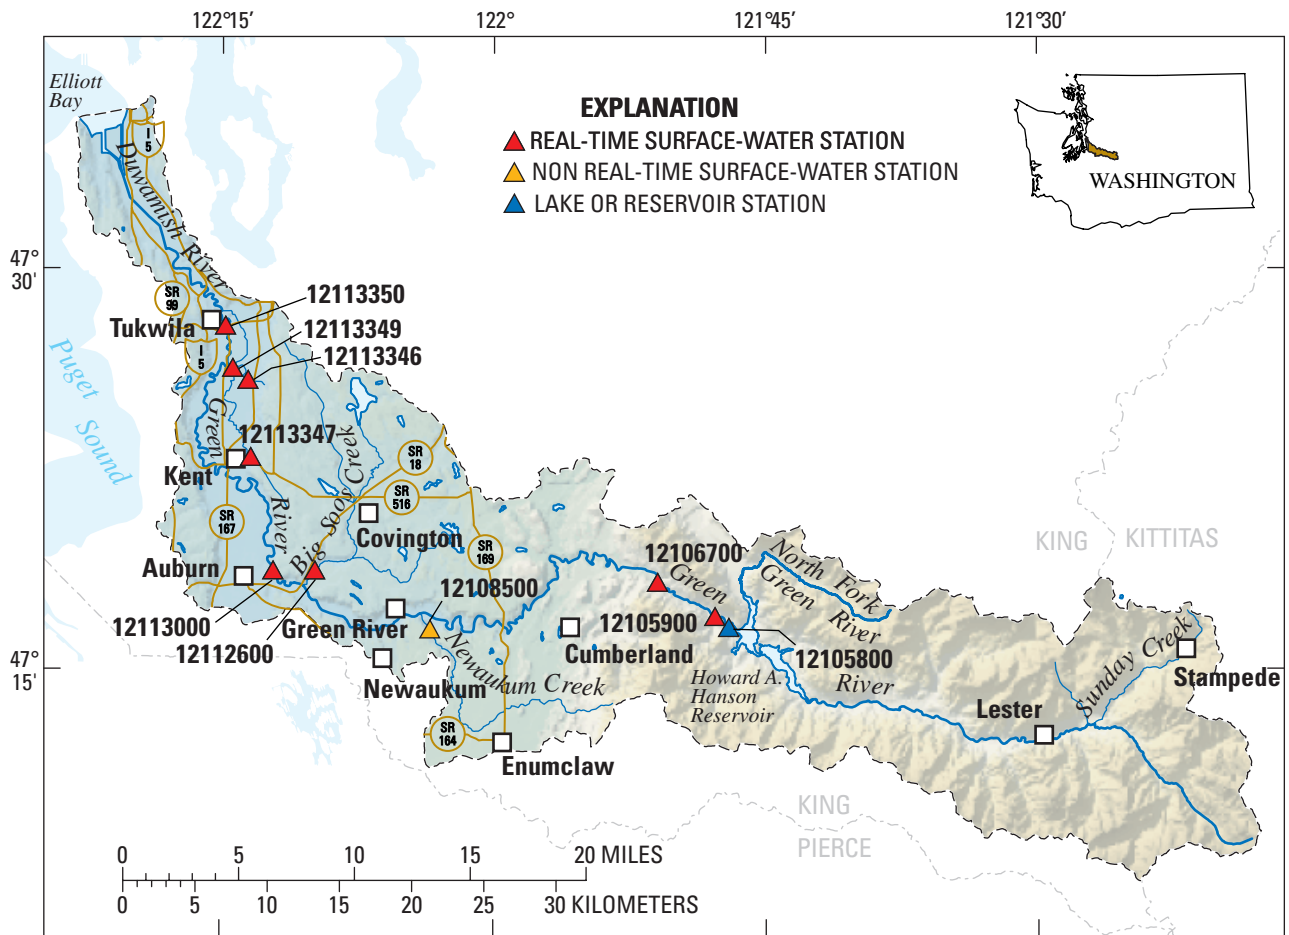 122°15'
122°
121°45'
121°30'
Elliott
Bay
EXPLANATION
REAL-TIME SURFACE-WATER STATION
NON REAL-TIME SURFACE-WATER STATION
LAKE OR RESERVOIR STATION
WASHINGTON
I
5
Duwamish River
47°
30'
SR
99
12113350
Tukwila
12113349
I
5
12113346
Puget Sound
Green
12113347
Kent
SR
18
SR
516
River
Big Soos Creek
SR
167
Covington
SR
169
KING
KITTITAS
Auburn
12106700
North Fork
Green River
Green
12108500
12113000
Green River
12105900
12112600
Cumberland
12105800
47°
15'
Newaukum
Newaukum Creek
Howard A.
Hanson
Reservoir
River
Sunday Creek
Stampede
Lester
SR
164
Enumclaw
KING
PIERCE
0 5 10 15 20 MILES
0 5 10 15 20 25 30 KILOMETERS